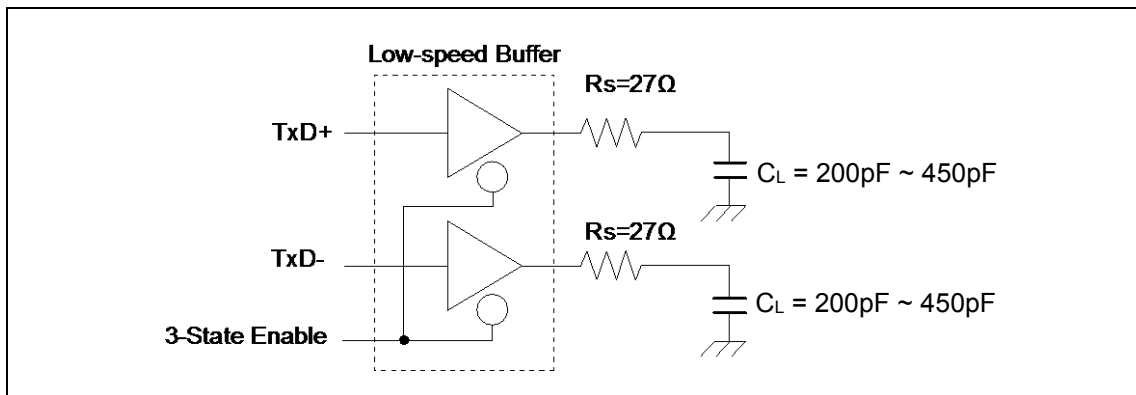 Low-speed Buffer
Rs=27Ω
TxD+
CL = 200pF ~ 450pF
Rs=27Ω
TxD-
CL = 200pF ~ 450pF
3-State Enable